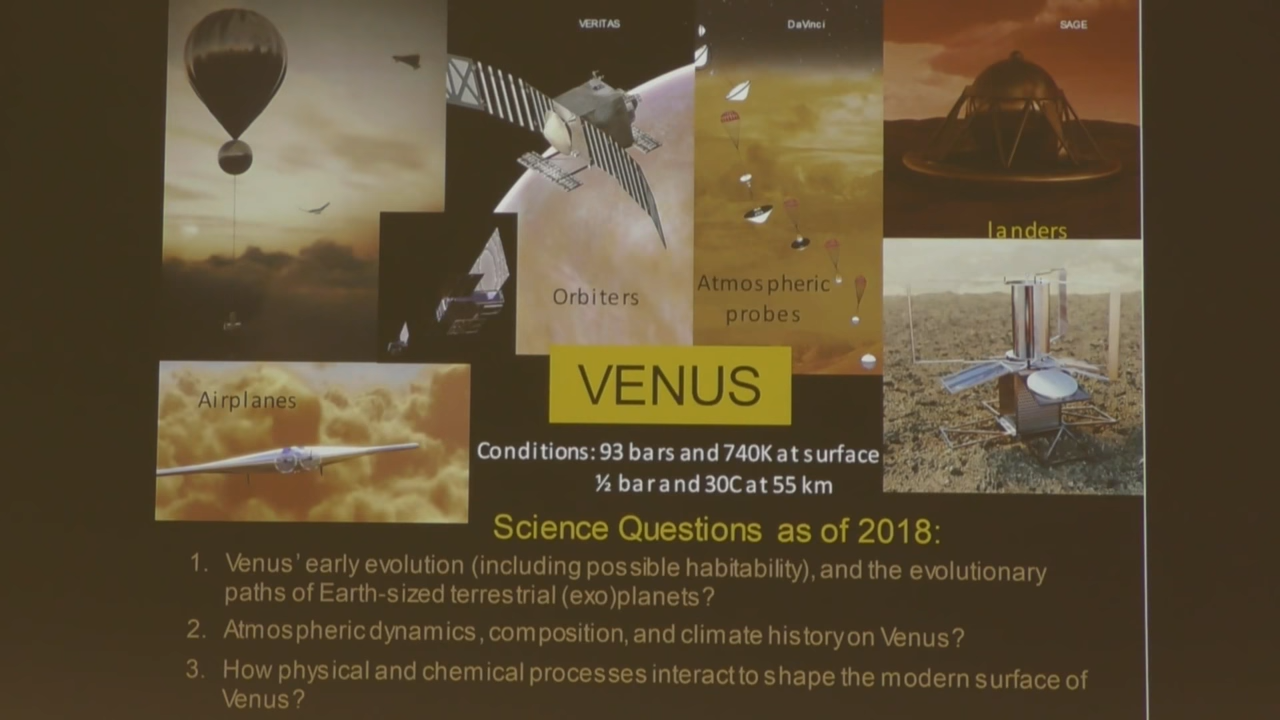 VERITAS
DaVinci
SAGE
landers
Orbiters
Atmospheric
probes
VENUS
Airplanes
Conditions: 93 bars and 740K at surface
½ bar and 30C at 55 km
Science Questions as of 2018:
1. Venus' early evolution (including possible habitability), and the evolutionary
paths of Earth-sized terrestrial (exo)planets?
2. Atmospheric dynamics, composition, and climate history on Venus?
3. How physical and chemical processes interact to shape the modern surface of
Venus?